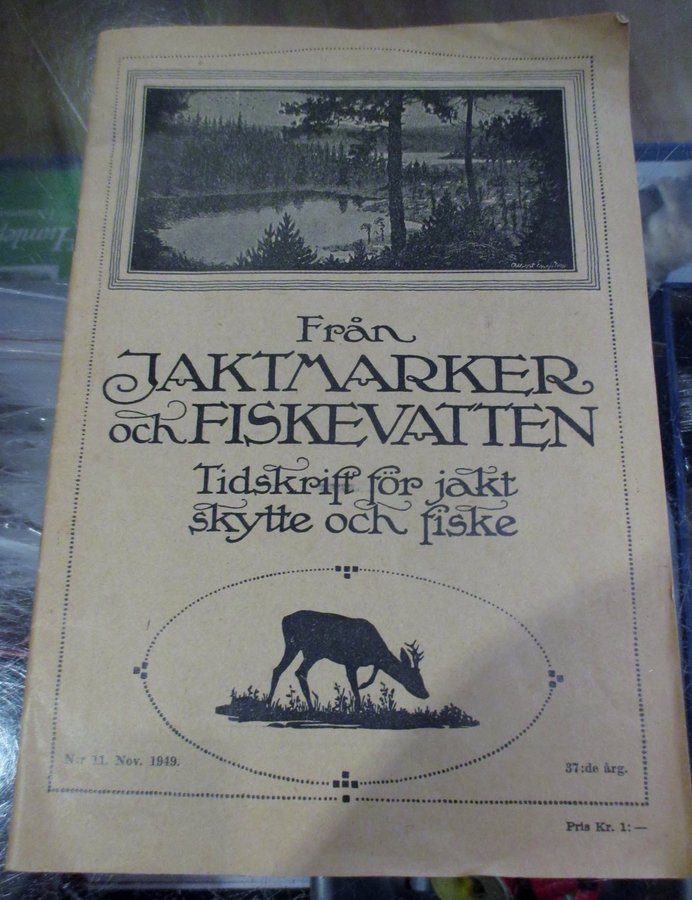 Från
JAKTMARKER
och FISKEVATTEN
Tidskrift för jakt
skytte och fiske
N:r 11. Nov. 1949.
37:de årg.
Pris Kr. 1:—